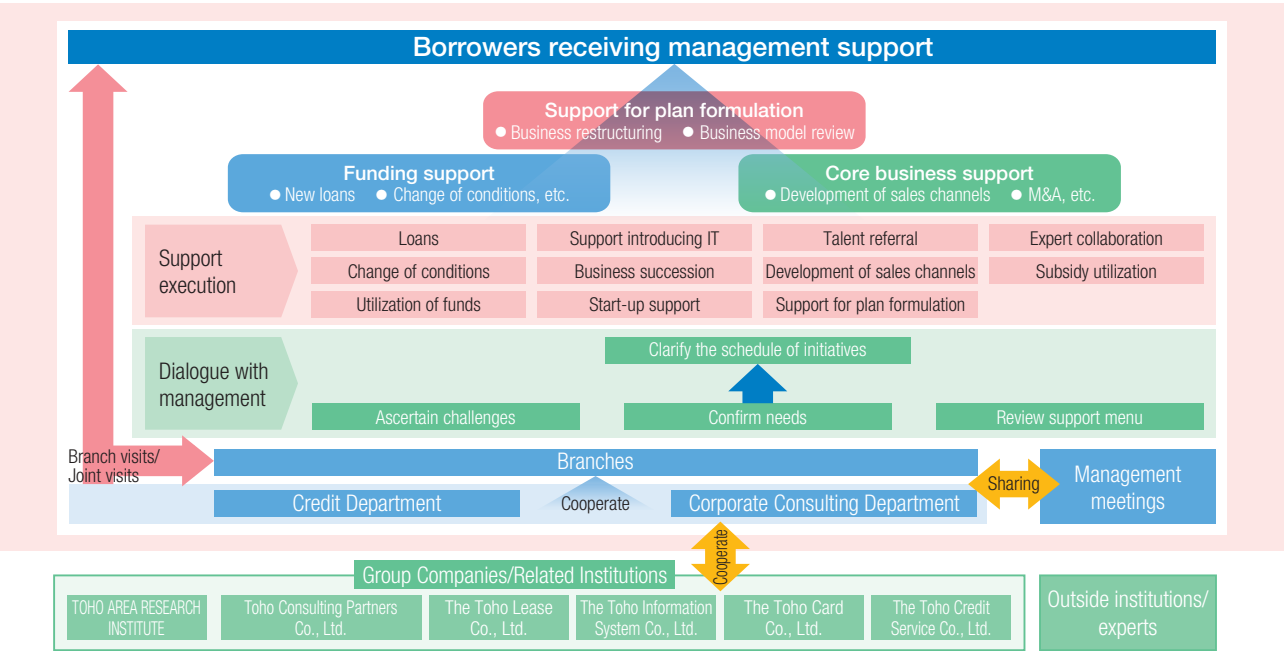 Borrowers receiving management support
Support for plan formulation
● Business restructuring ● Business model review
Funding support
● New loans ● Change of conditions, etc.
Core business support
● Development of sales channels ● M&A, etc.
Support
execution
Loans
Support introducing IT
Talent referral
Expert collaboration
Change of conditions
Business succession
Development of sales channels
Subsidy utilization
Utilization of funds
Start-up support
Support for plan formulation
Dialogue with
management
Clarify the schedule of initiatives
Ascertain challenges
Confirm needs
Review support menu
Branch visits/
Joint visits
Branches
Credit Department
Cooperate
Corporate Consulting Department
Sharing
Management
meetings
Cooperate
Group Companies/Related Institutions
TOHO AREA RESEARCH
INSTITUTE
Toho Consulting Partners
Co., Ltd.
The Toho Lease
Co., Ltd.
The Toho Information
System Co., Ltd.
The Toho Card
Co., Ltd.
The Toho Credit
Service Co., Ltd.
Outside institutions/
experts